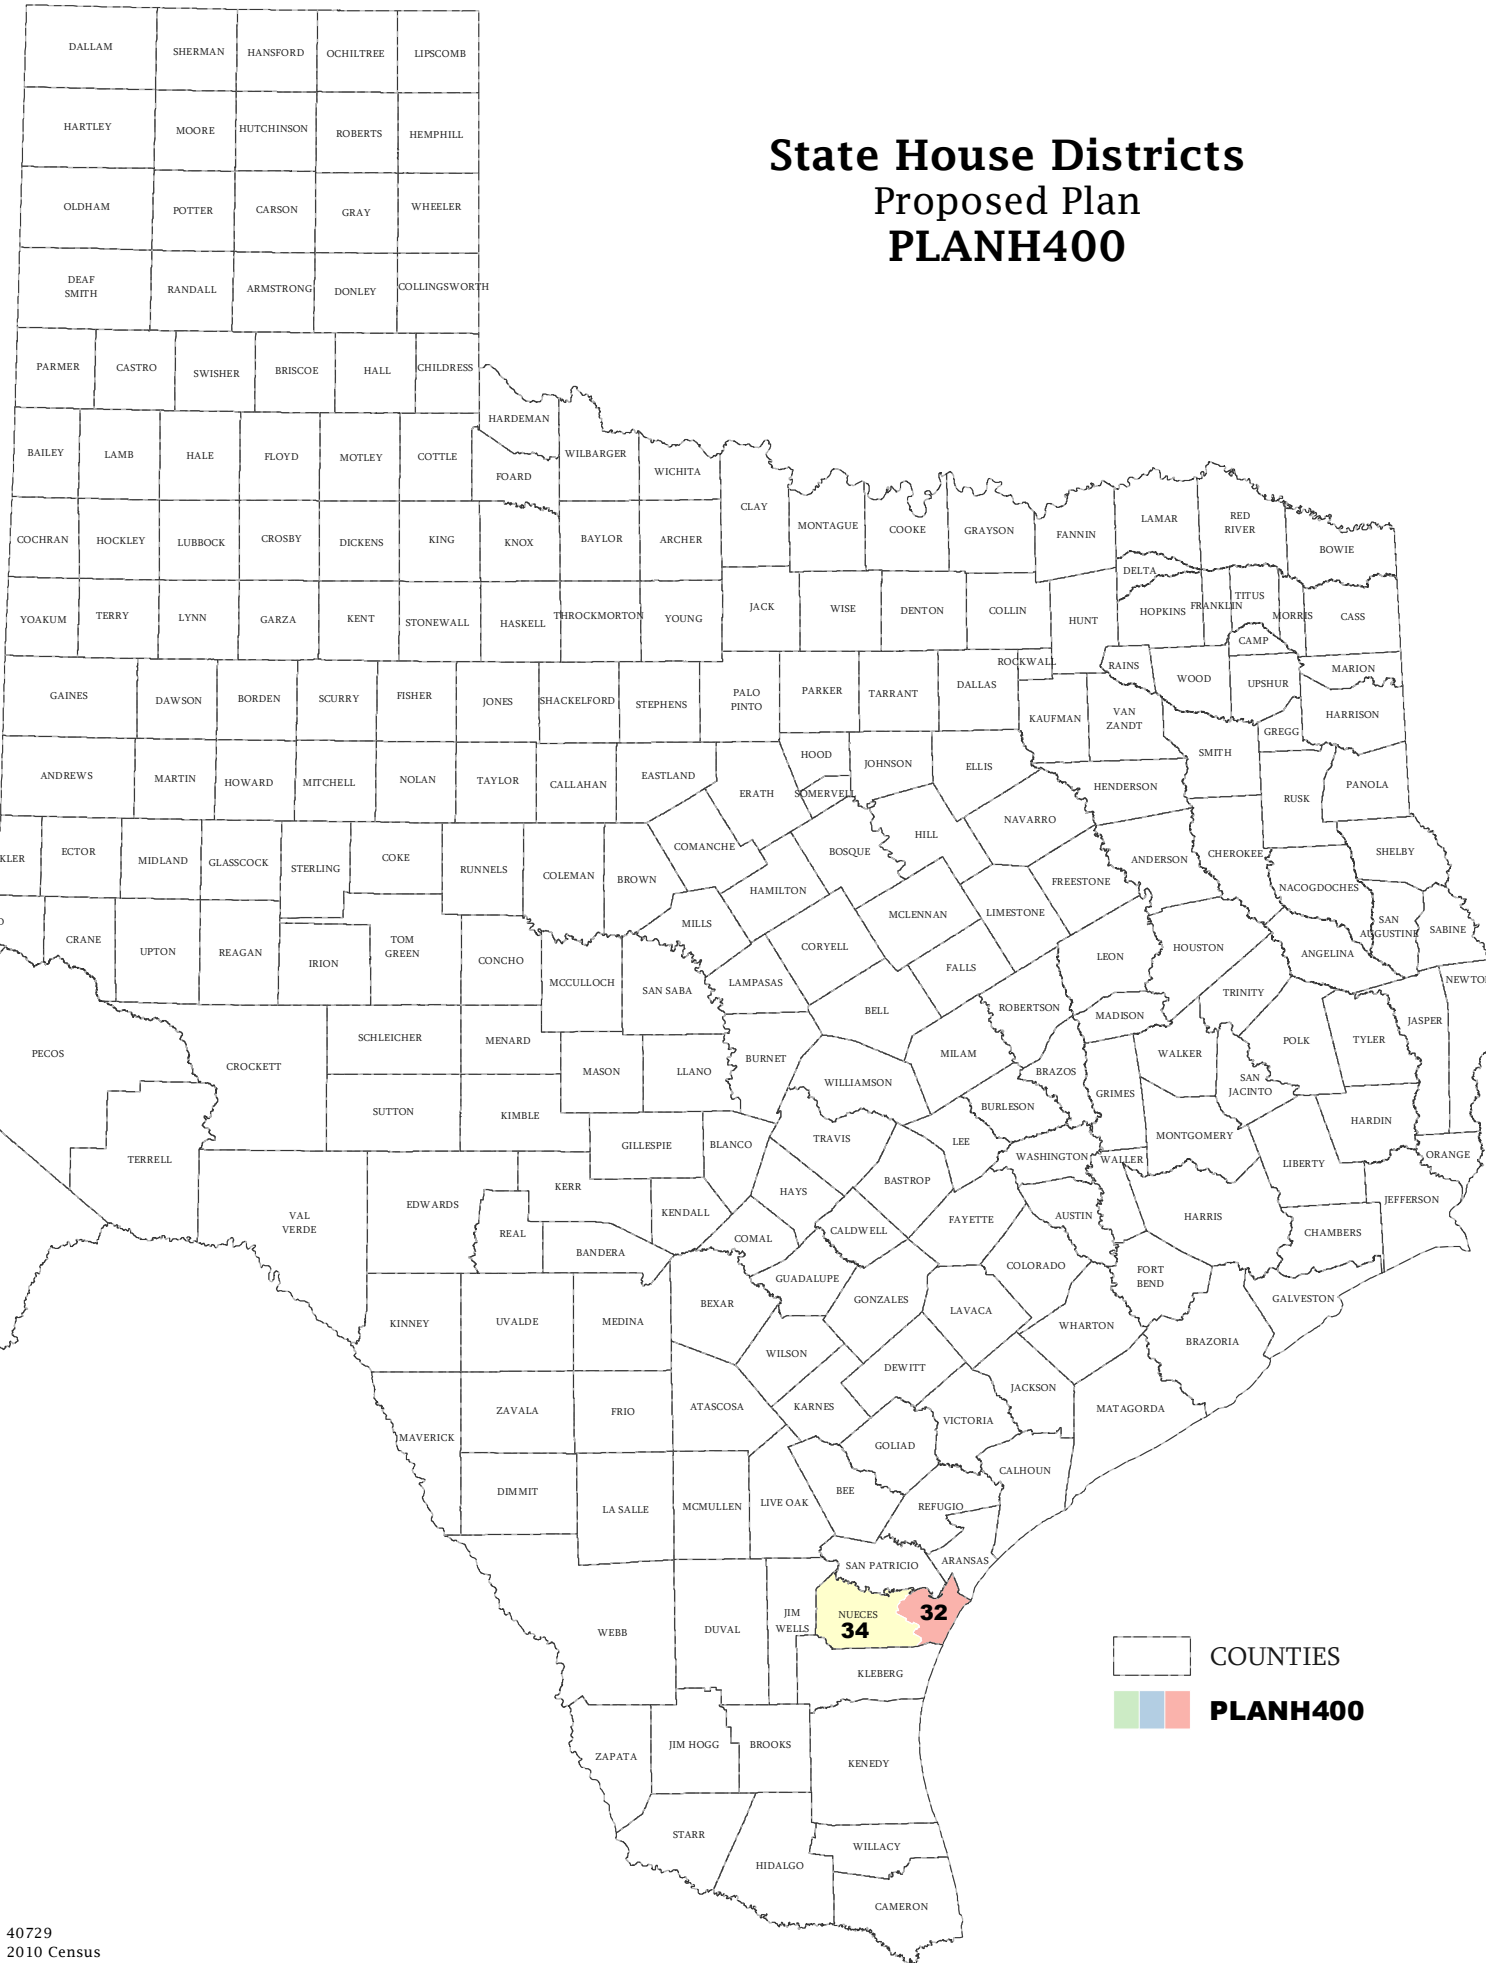 State House Districts
Proposed Plan
PLANH400
DALLAM
SHERMAN
HANSFORD
OCHILTREE
LIPSCOMB
HARTLEY
MOORE
HUTCHINSON
ROBERTS
HEMPHILL
OLDHAM
POTTER
CARSON
GRAY
WHEELER
DEAF
SMITH
RANDALL
ARMSTRONG
DONLEY
COLLINGSWORTH
PARMER
CASTRO
SWISHER
BRISCOE
HALL
CHILDRESS
HARDEMAN
BAILEY
LAMB
HALE
FLOYD
MOTLEY
COTTLE
FOARD
WILBARGER
WICHITA
CLAY
MONTAGUE
COOKE
GRAYSON
FANNIN
LAMAR
RED
RIVER
BOWIE
COCHRAN
HOCKLEY
LUBBOCK
CROSBY
DICKENS
KING
KNOX
BAYLOR
ARCHER
DELTA
YOAKUM
TERRY
LYNN
GARZA
KENT
STONEWALL
HASKELL
THROCKMORTON
YOUNG
JACK
WISE
DENTON
COLLIN
HUNT
HOPKINS
FRANKLIN
TITUS
MORRIS
CASS
CAMP
ROCKWALL
RAINS
WOOD
UPSHUR
MARION
GAINES
DAWSON
BORDEN
SCURRY
FISHER
JONES
SHACKELFORD
STEPHENS
PALO
PINTO
PARKER
TARRANT
DALLAS
KAUFMAN
VAN
ZANDT
GREGG
HARRISON
SMITH
ANDREWS
MARTIN
HOWARD
MITCHELL
NOLAN
TAYLOR
CALLAHAN
EASTLAND
ERATH
HOOD
SOMERVELL
JOHNSON
ELLIS
HENDERSON
RUSK
PANOLA
NAVARRO
HILL
KLER
ECTOR
MIDLAND
GLASSCOCK
STERLING
COKE
RUNNELS
COLEMAN
BROWN
COMANCHE
HAMILTON
BOSQUE
FREESTONE
ANDERSON
CHEROKEE
NACOGDOCHES
SHELBY
CRANE
UPTON
REAGAN
IRION
TOM
GREEN
CONCHO
MCCULLOCH
SAN SABA
MILLS
LAMPASAS
CORYELL
MCLENNAN
LIMESTONE
FALLS
LEON
HOUSTON
ANGELINA
SAN
AUGUSTINE
SABINE
NEWTO
TRINITY
POLK
TYLER
JASPER
PECOS
CROCKETT
SCHLEICHER
MENARD
MASON
LLANO
BURNET
BELL
WILLIAMSON
MILAM
ROBERTSON
MADISON
BRAZOS
GRIMES
WALKER
SAN
JACINTO
HARDIN
TERRELL
SUTTON
KIMBLE
GILLESPIE
BLANCO
TRAVIS
LEE
BURLESON
WASHINGTON
WALLER
MONTGOMERY
LIBERTY
ORANGE
JEFFERSON
VAL
VERDE
EDWARDS
REAL
KERR
BANDERA
KENDALL
COMAL
HAYS
CALDWELL
BASTROP
FAYETTE
AUSTIN
HARRIS
CHAMBERS
COLORADO
FORT
BEND
GALVESTON
KINNEY
UVALDE
MEDINA
BEXAR
GUADALUPE
GONZALES
LAVACA
WHARTON
BRAZORIA
WILSON
DEWITT
JACKSON
MATAGORDA
MAVERICK
ZAVALA
FRIO
ATASCOSA
KARNES
GOLIAD
VICTORIA
CALHOUN
DIMMIT
LA SALLE
MCMULLEN
LIVE OAK
BEE
REFUGIO
SAN PATRICIO
ARANSAS
WEBB
DUVAL
JIM
WELLS
NUECES
34
32
KLEBERG
ZAPATA
JIM HOGG
BROOKS
KENEDY
STARR
HIDALGO
WILLACY
CAMERON
COUNTIES
PLANH400
40729
2010 Census